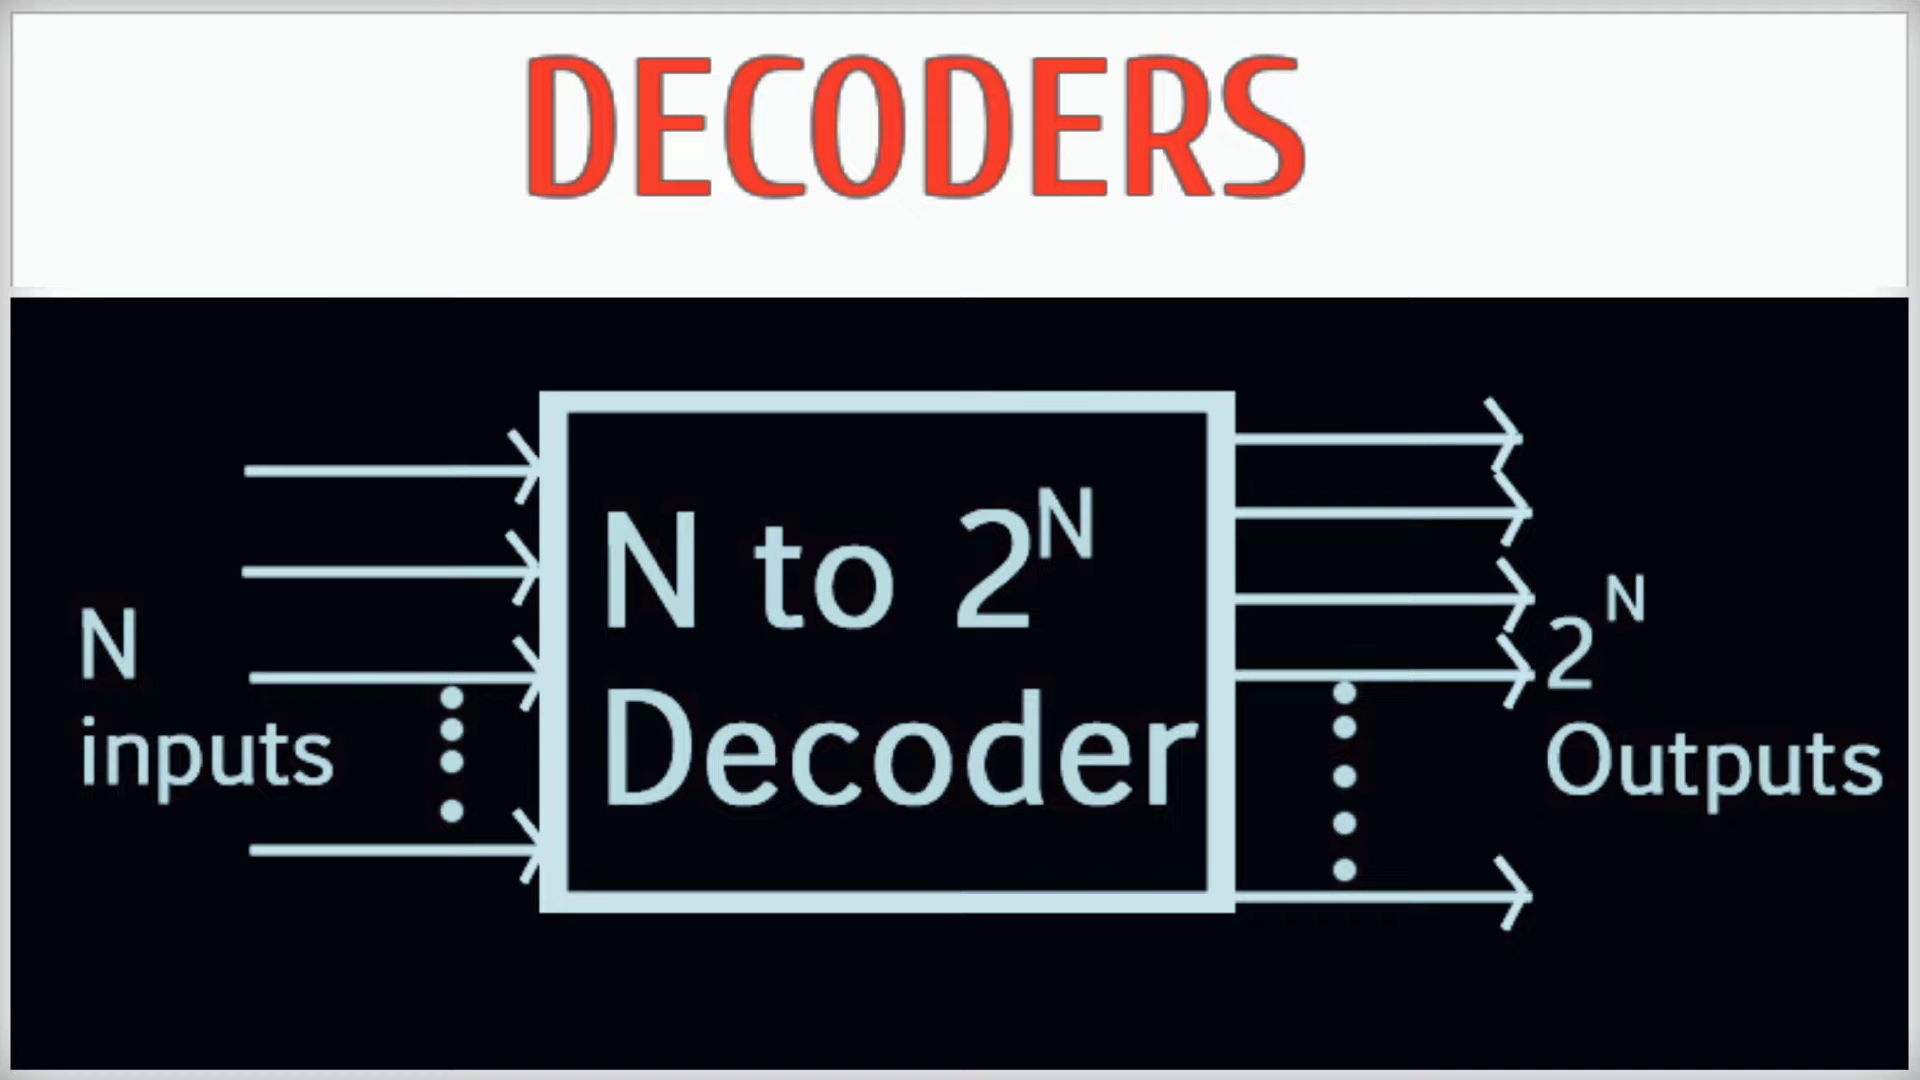 DECODERS
N
inputs
N to 2ᴺ
Decoder
2ᴺ
Outputs